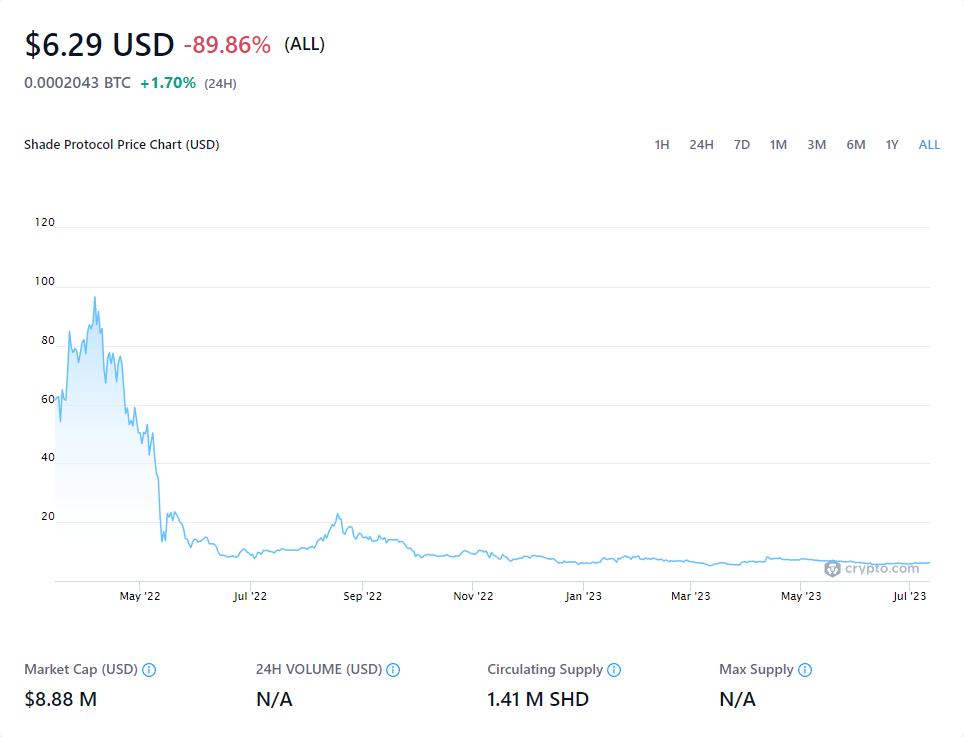 $6.29 USD -89.86% (ALL)
0.0002043 BTC +1.70% (24H)
Shade Protocol Price Chart (USD) 1H 24H 7D 1M 3M 6M 1Y ALL
120
100
80
60
40
20
crypto.com
May '22 Jul '22 Sep '22 Nov '22 Jan '23 Mar '23 May '23 Jul '23
Market Cap (USD) 24H VOLUME (USD) Circulating Supply Max Supply
$8.88 M N/A 1.41 M SHD N/A